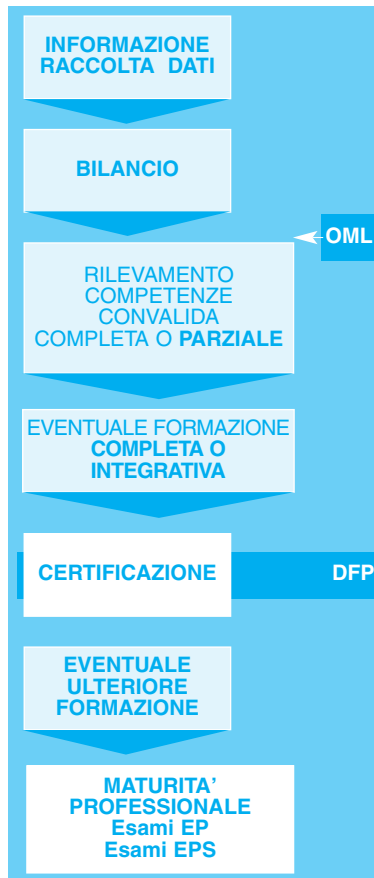 INFORMAZIONE
RACCOLTA DATI
BILANCIO
OML
RILEVAMENTO
COMPETENZE
CONVALIDA
COMPLETA O PARZIALE
EVENTUALE FORMAZIONE
COMPLETA O
INTEGRATIVA
CERTIFICAZIONE
DFP
EVENTUALE
ULTERIORE
FORMAZIONE
MATURITA’
PROFESSIONALE
Esami EP
Esami EPS